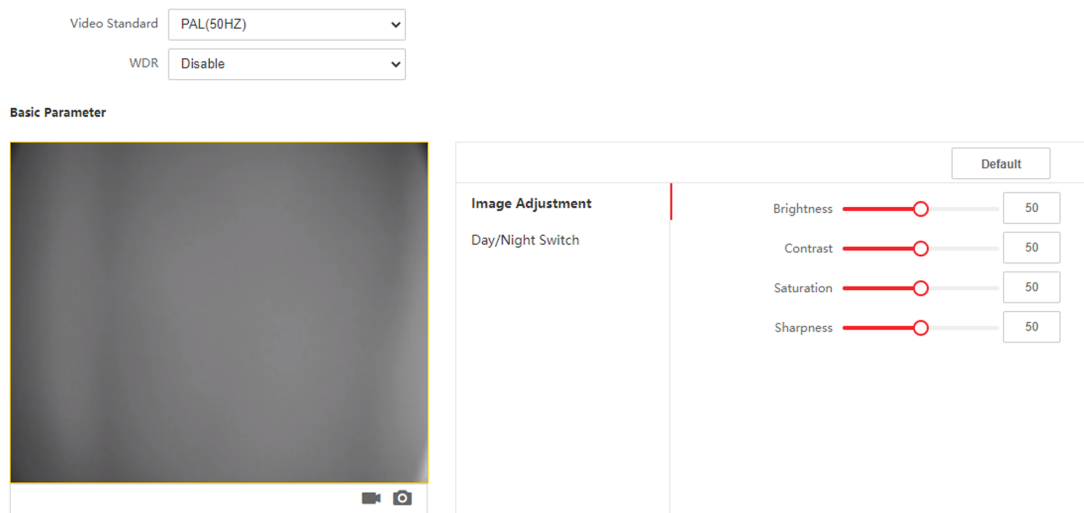 Video Standard PAL(50HZ)
WDR Disable
Basic Parameter
Default
Image Adjustment
Day/Night Switch
Brightness 50
Contrast 50
Saturation 50
Sharpness 50